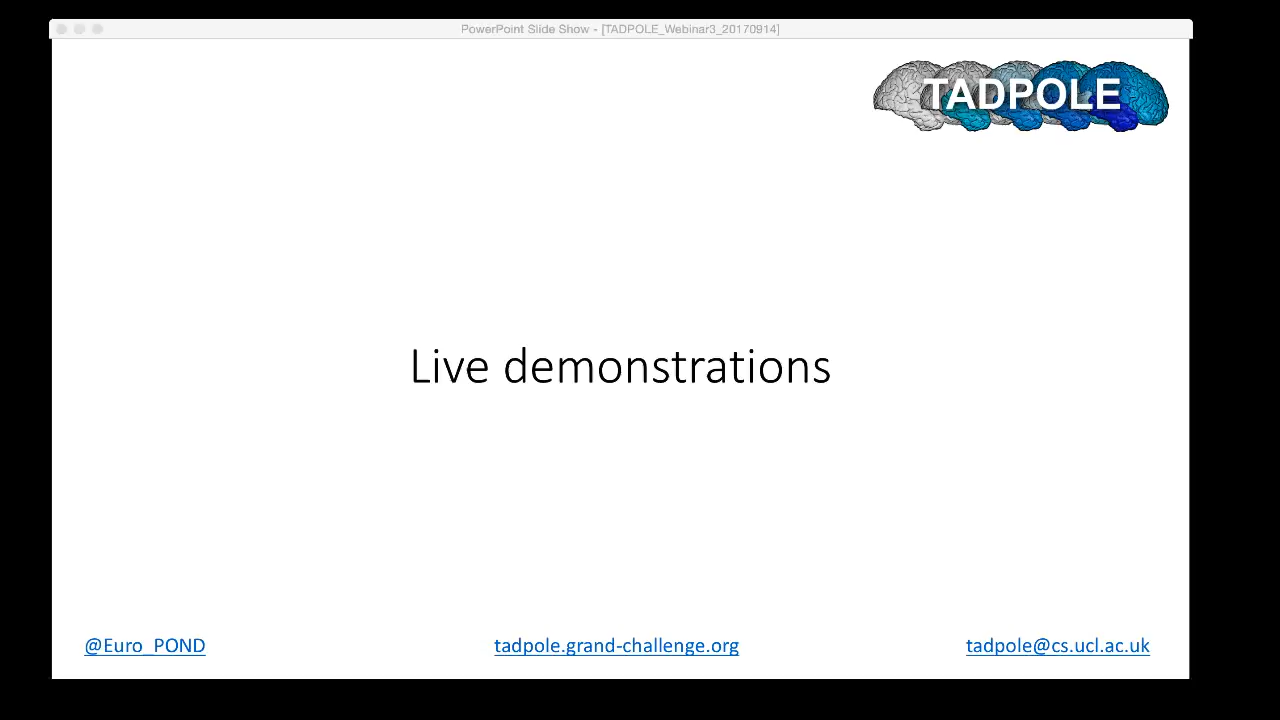 PowerPoint Slide Show - [TADPOLE_Webinar3_20170914]
TADPOLE
Live demonstrations
@Euro_POND
tadpole.grand-challenge.org
tadpole@cs.ucl.ac.uk